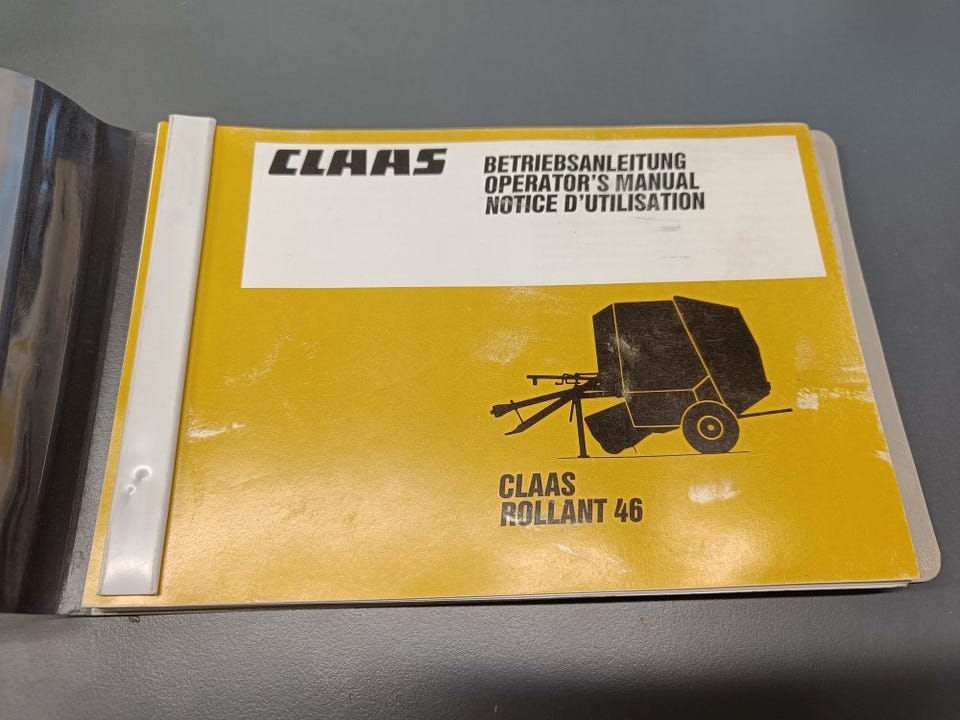 CLAAS
BETRIEBSANLEITUNG
OPERATOR'S MANUAL
NOTICE D'UTILISATION
CLAAS
ROLLANT 46